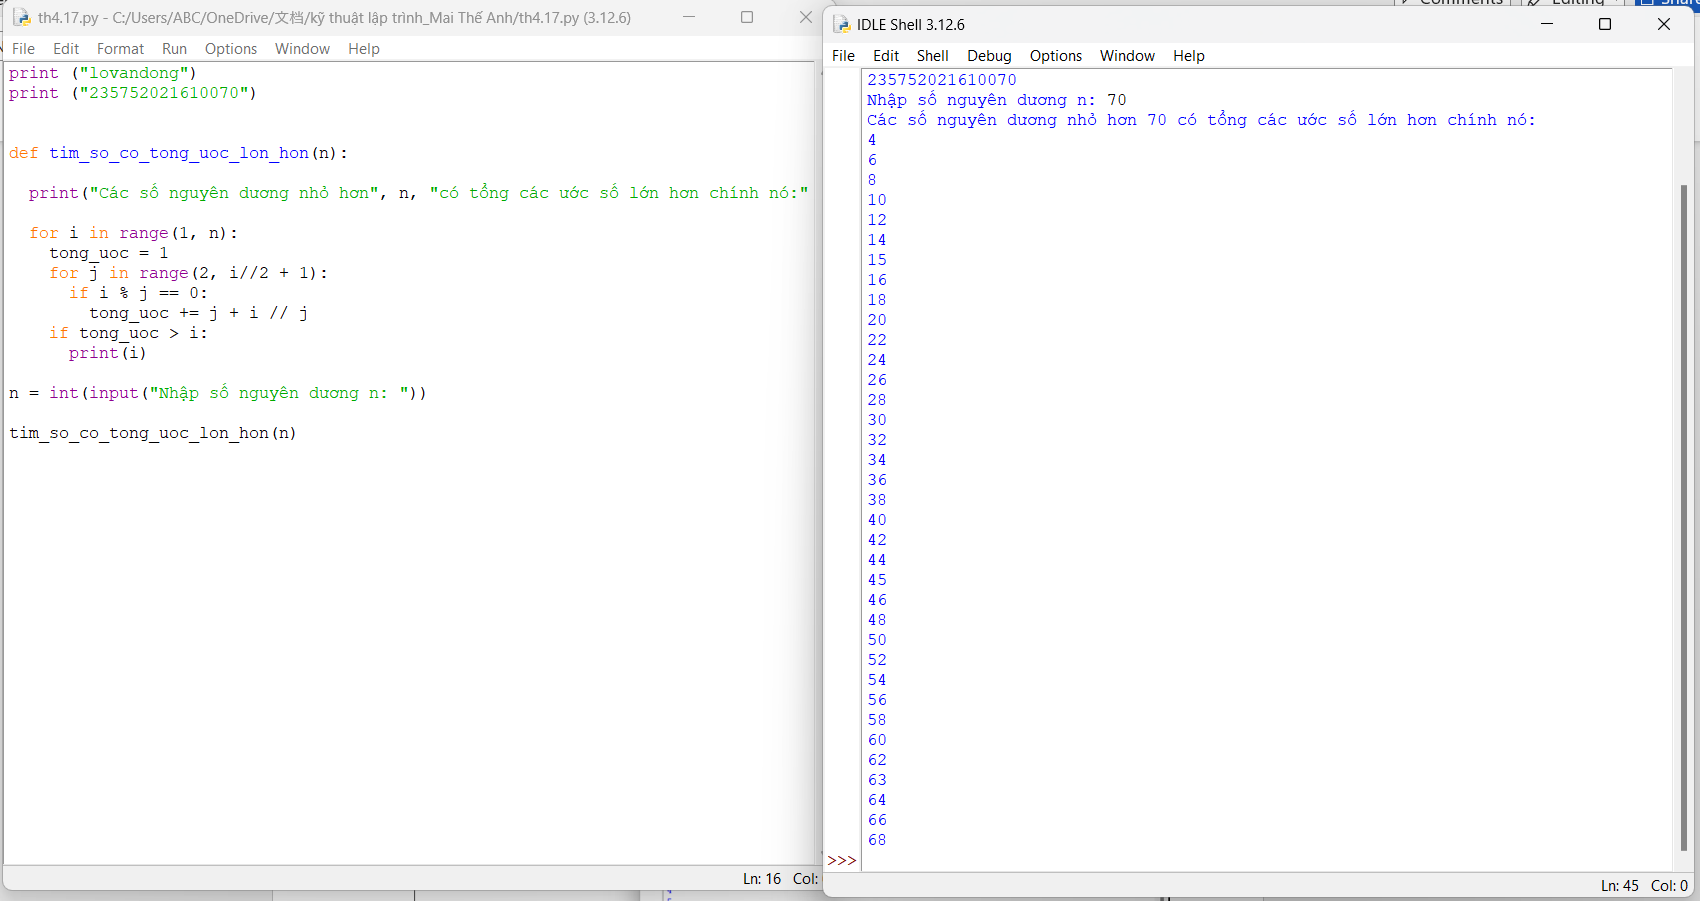 th4.17.py - C:/Users/ABC/OneDrive/文档/kỹ thuật lập trình_Mai Thế Anh/th4.17.py (3.12.6)
File Edit Format Run Options Window Help
print ("lovandong")
print ("235752021610070")
def tim_so_co_tong_uoc_lon_hon(n):
print("Các số nguyên dương nhỏ hơn", n, "có tổng các ước số lớn hơn chính nó:"
for i in range(1, n):
tong_uoc = 1
for j in range(2, i//2 + 1):
if i % j == 0:
tong_uoc += j + i // j
if tong_uoc > i:
print(i)
n = int(input("Nhập số nguyên dương n: "))
tim_so_co_tong_uoc_lon_hon(n)
Ln: 16 Col:
Comments Editing Share
IDLE Shell 3.12.6
File Edit Shell Debug Options Window Help
235752021610070
Nhập số nguyên dương n: 70
Các số nguyên dương nhỏ hơn 70 có tổng các ước số lớn hơn chính nó:
4
6
8
10
12
14
15
16
18
20
22
24
26
28
30
32
34
36
38
40
42
44
45
46
48
50
52
54
56
58
60
62
63
64
66
68
>>>
Ln: 45 Col: 0